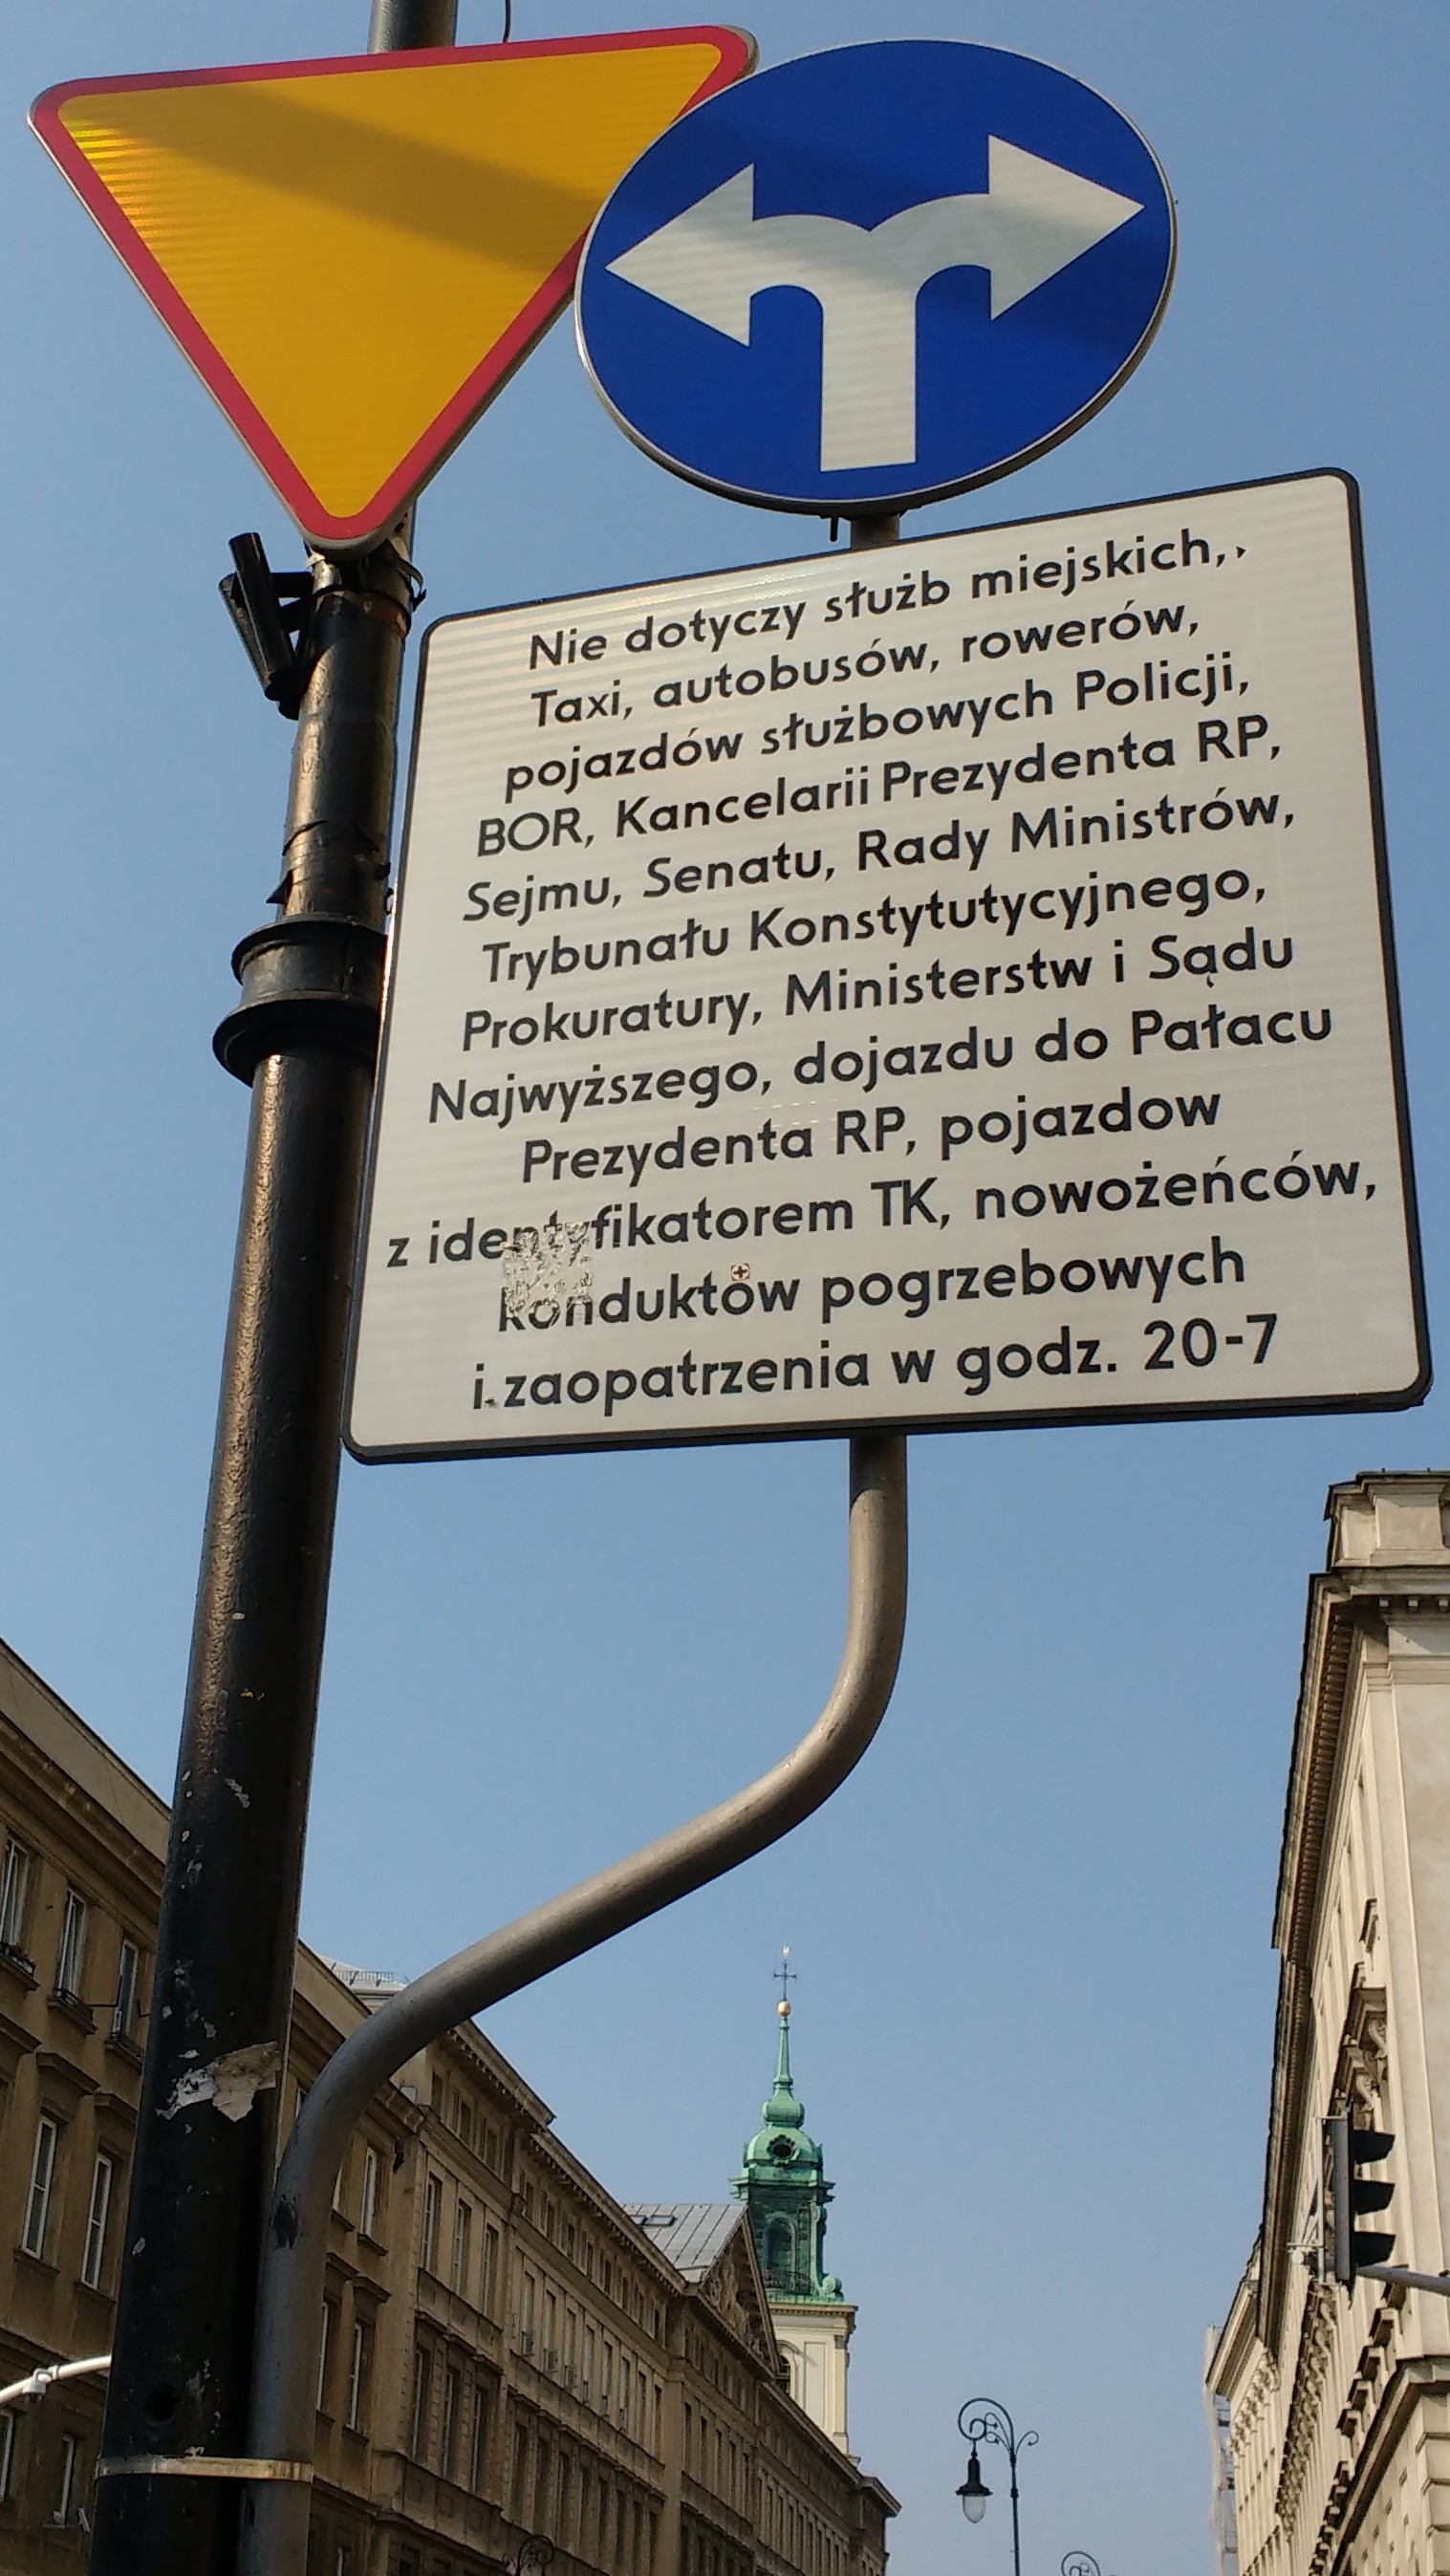 Nie dotyczy służb miejskich,,
Taxi, autobusów, rowerów,
pojazdów służbowych Policji,
BOR, Kancelarii Prezydenta RP,
Sejmu, Senatu, Rady Ministrów,
Trybunału Konstytutycyjnego,
Prokuratury, Ministerstw i Sądu
Najwyższego, dojazdu do Pałacu
Prezydenta RP, pojazdow
z identyfikatorem TK, nowożeńców,
konduktów pogrzebowych
i zaopatrzenia w godz. 20-7